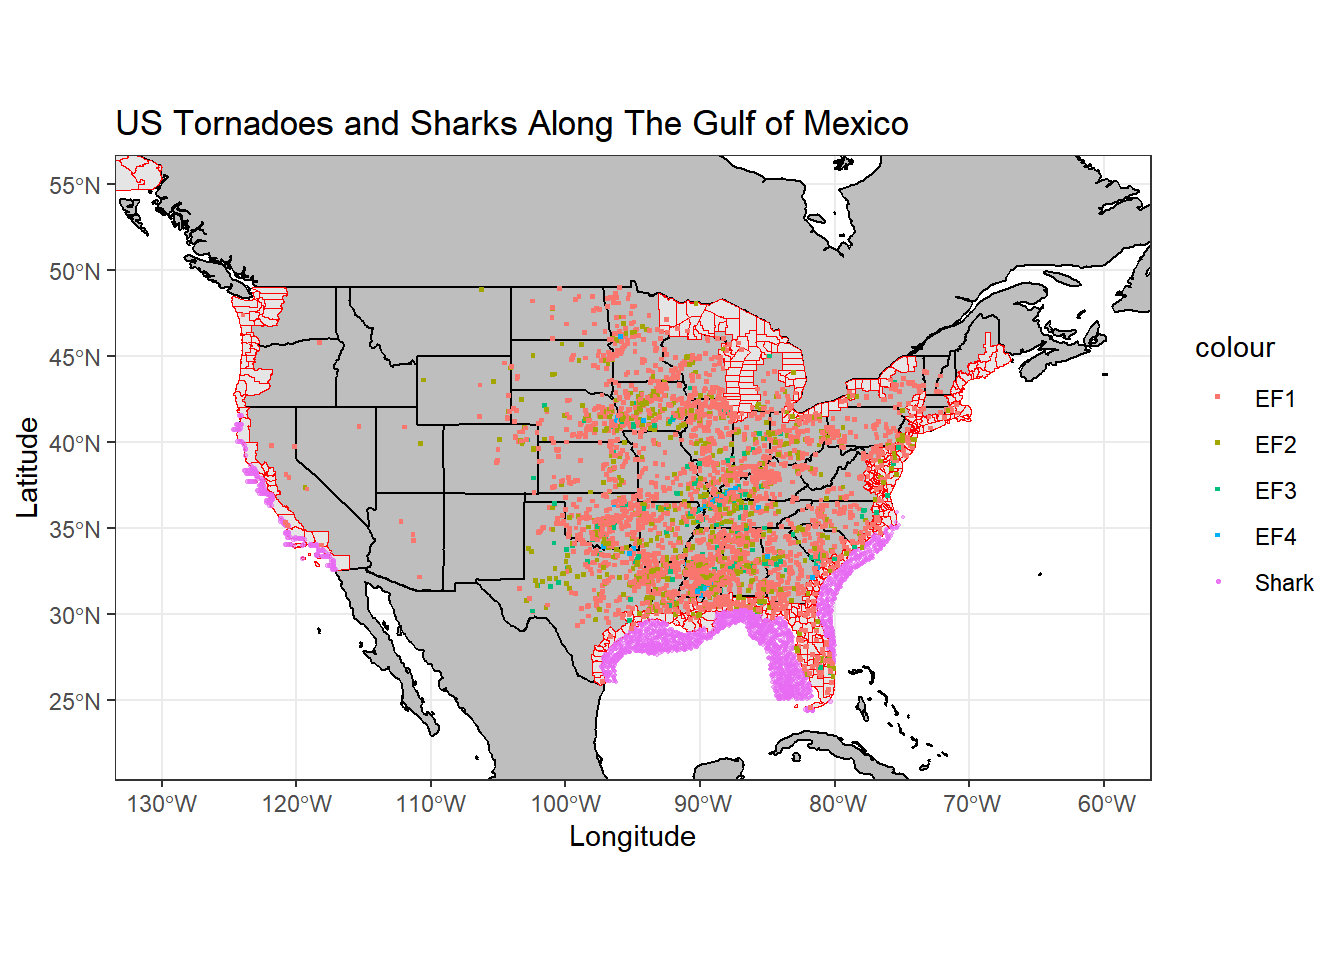 US Tornadoes and Sharks Along The Gulf of Mexico
55°N
50°N
45°N
40°N
35°N
30°N
25°N
Latitude
130°W 120°W 110°W 100°W 90°W 80°W 70°W 60°W
Longitude
colour
EF1
EF2
EF3
EF4
Shark